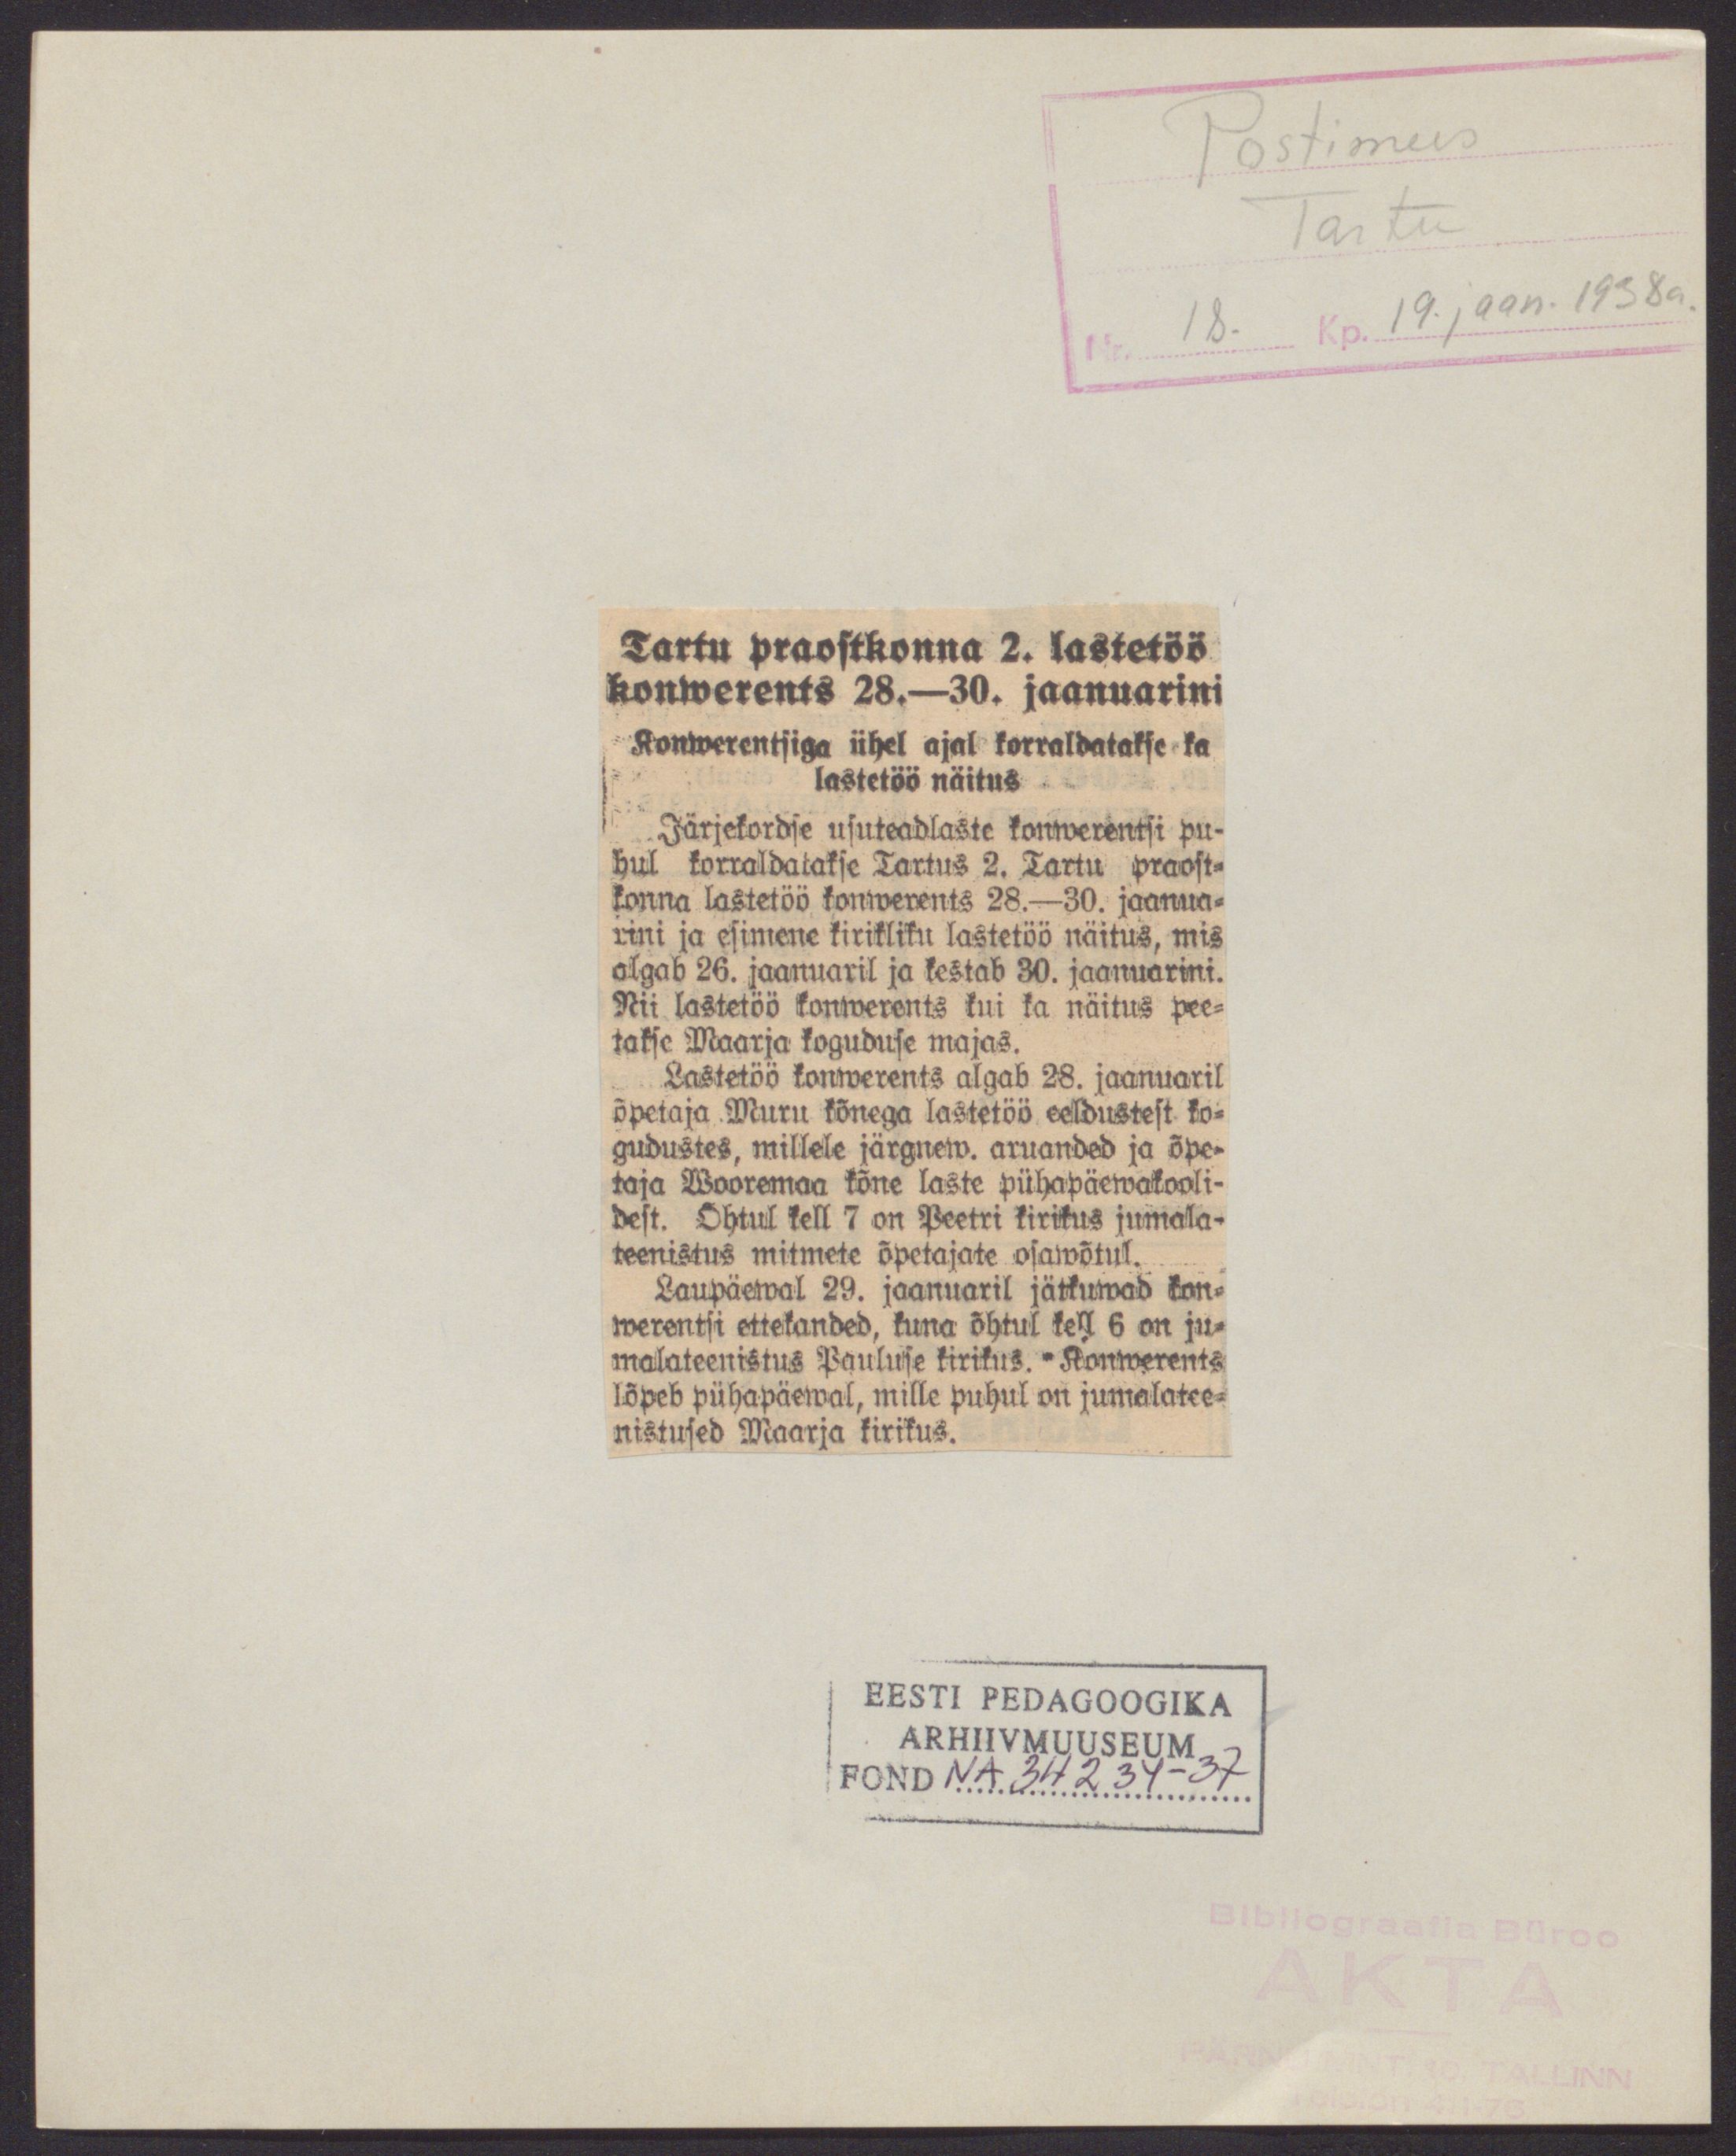 Postimees
Tartu
Nr. 18. Kp. 19. jaan. 1938a.
Tartu praostkonna 2. lastetöö
konwerents 28.—30. jaanuarini
Konwerentsiga ühel ajal korraldatakse ka
lastetöö näitus
Järjekordse usuteadlaste konwerentsi pu-
hul korraldatakse Tartus 2. Tartu praost-
konna lastetöö konwerents 28.—30. jaanua-
rini ja esimene kirikliku lastetöö näitus, mis
algab 26. jaanuaril ja kestab 30. jaanuarini.
Nii lastetöö konwerents kui ka näitus pee-
takse Maarja koguduse majas.
Lastetöö konwerents algab 28. jaanuaril
õpetaja Muru kõnega lastetöö eeldustest ko-
gudustes, millele järgnew. aruanded ja õpe-
taja Wooremaa kõne laste pühapäewakooli-
dest. Õhtul kell 7 on Peetri kirikus jumala-
teenistus mitmete õpetajate osawõtul.
Laupäewal 29. jaanuaril jätkuwad kon-
werentsi ettekanded, kuna õhtul kell 6 on ju-
malateenistus Pauluse kirikus. Konwerents
lõpeb pühapäewal, mille puhul on jumalatee-
nistused Maarja kirikus.
EESTI PEDAGOOGIKA
ARHIIVMUUSEUM
FOND NA 34234-37
Bibliograafia Büroo
AKTA
TALLINN